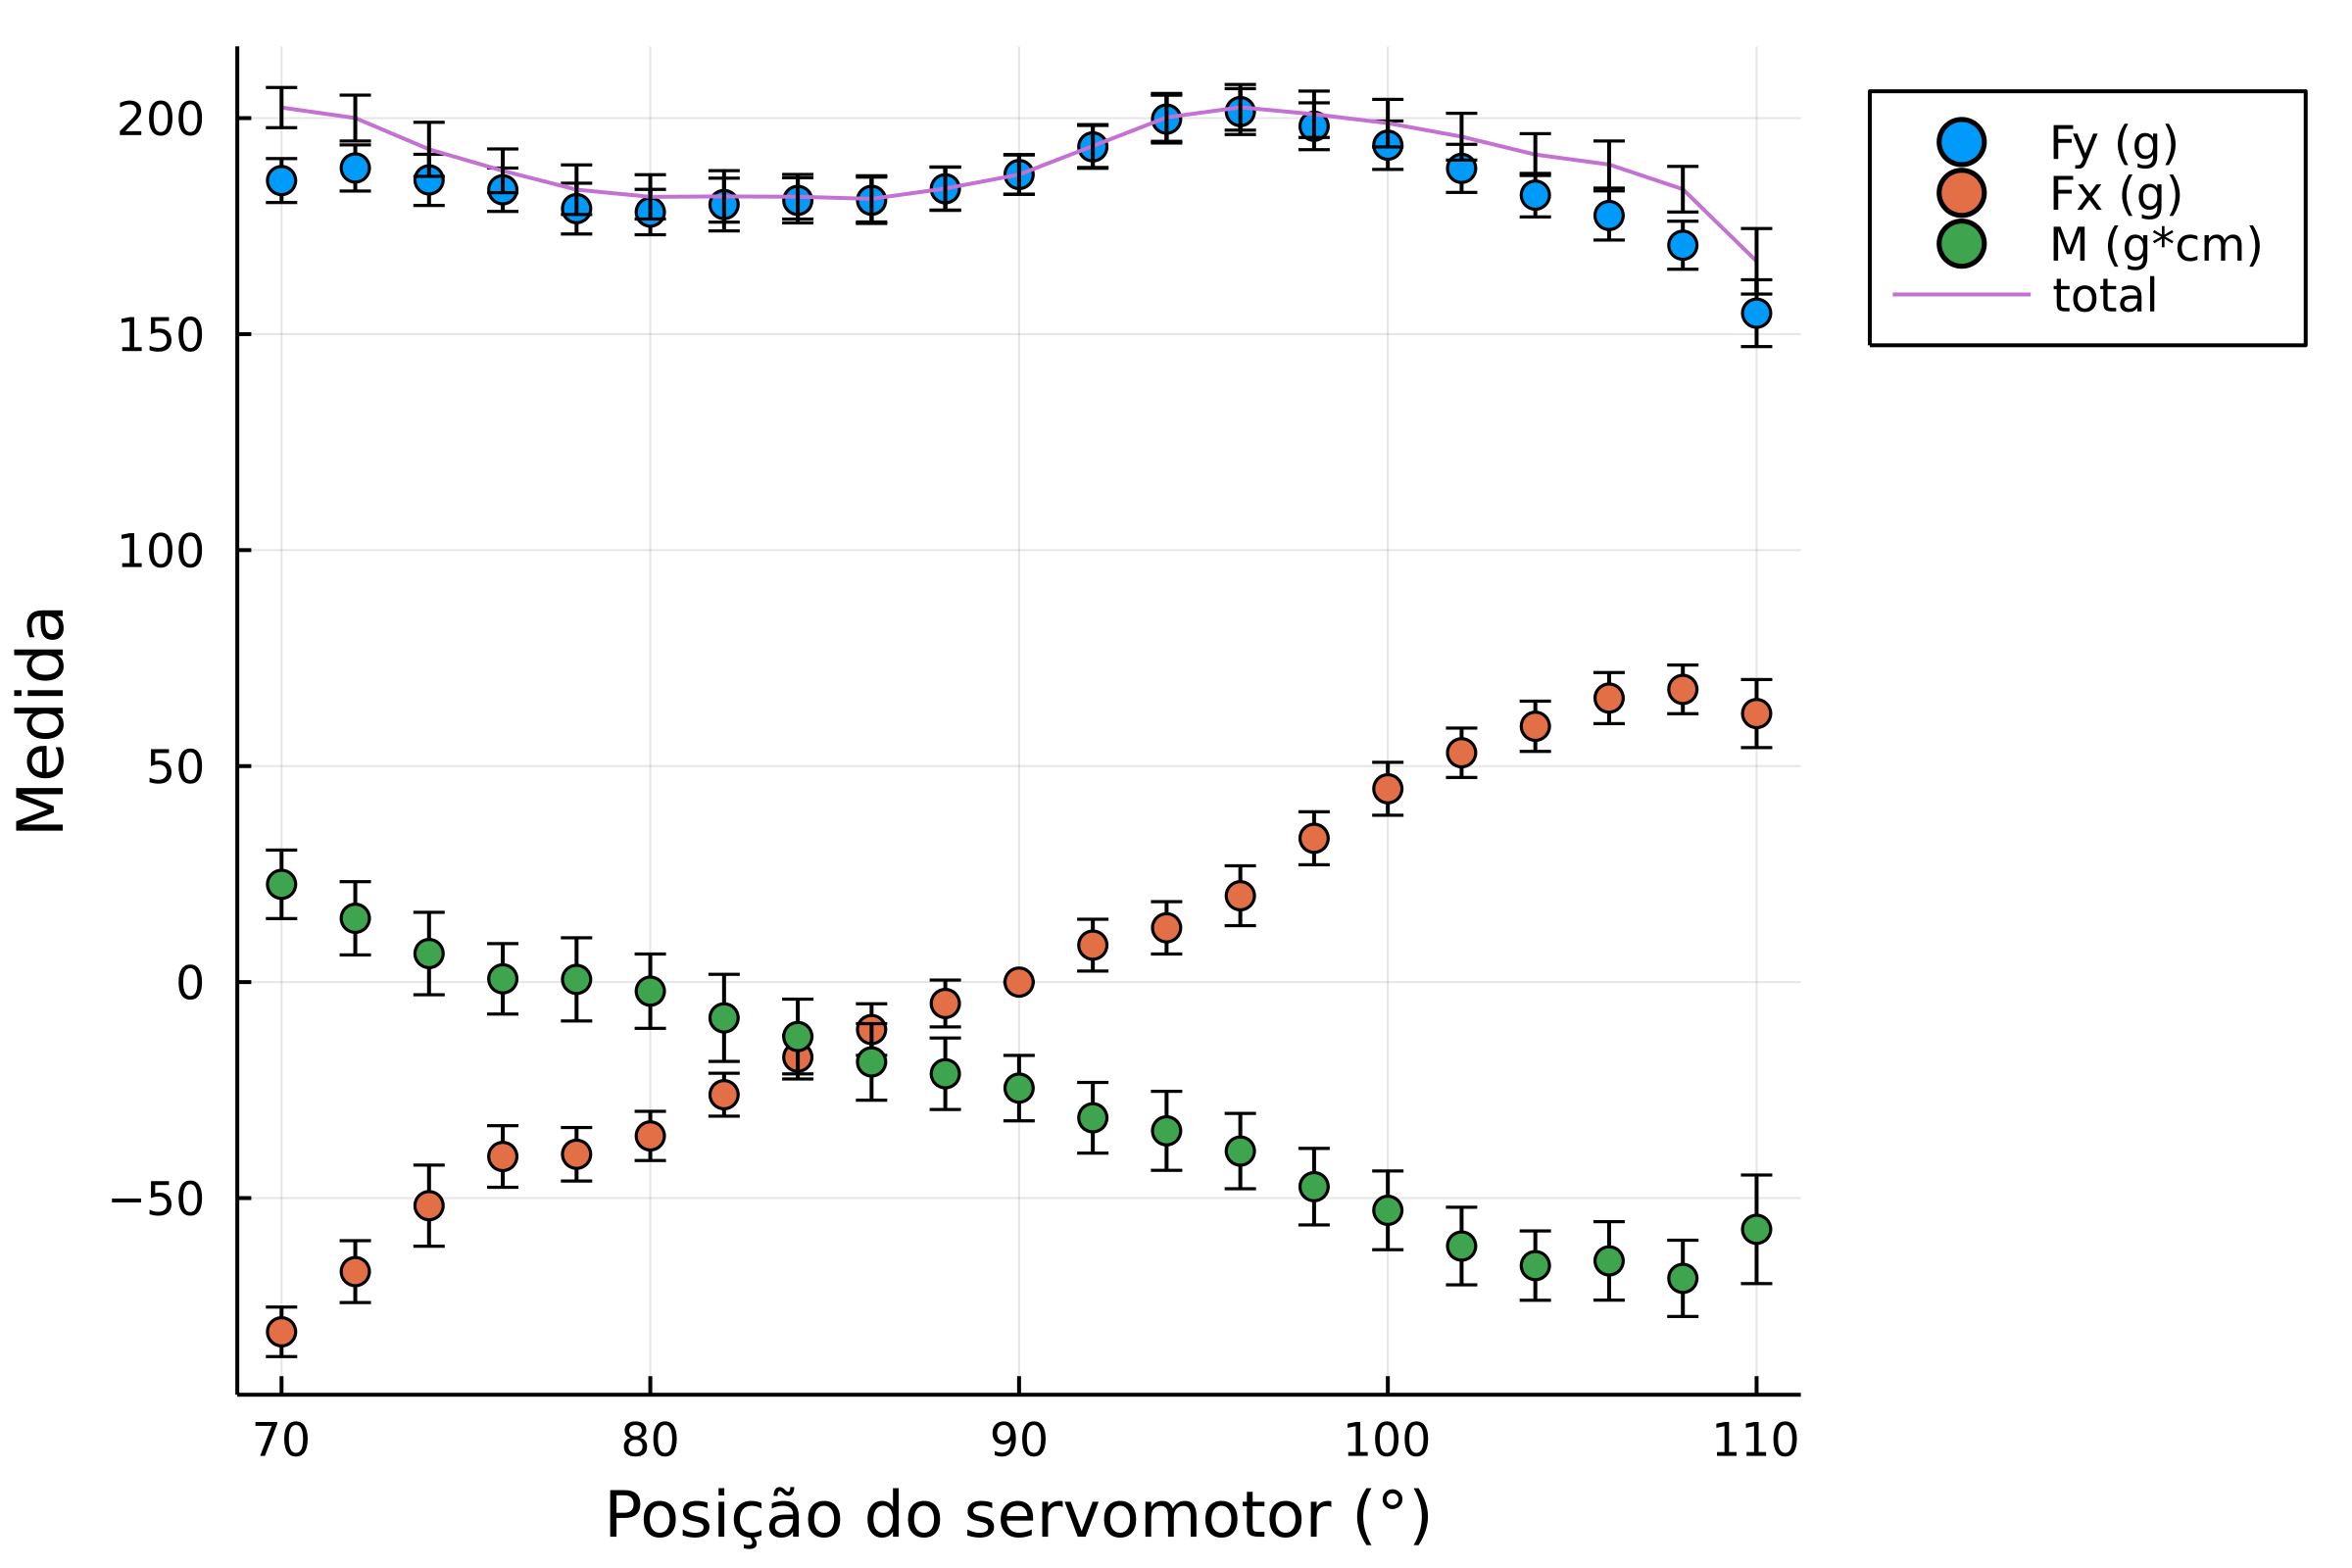 200
150
100
50
0
−50
Medida
70 80 90 100 110
Posição do servomotor (°)
Fy (g)
Fx (g)
M (g*cm)
total